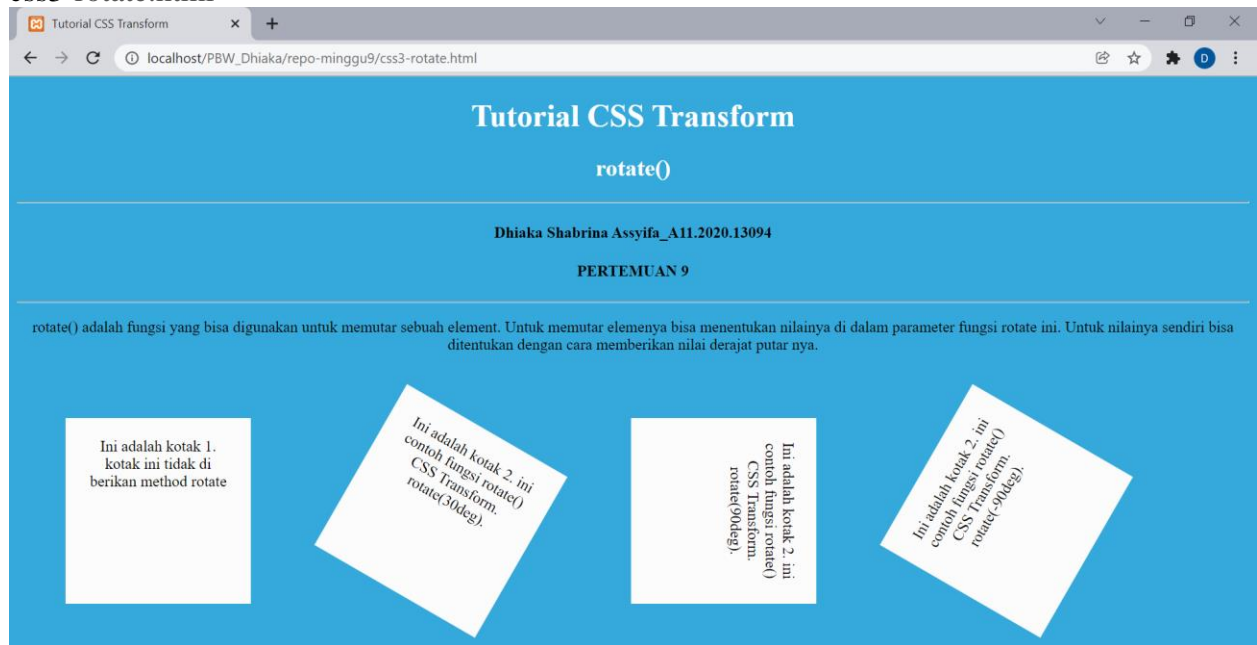 css3-rotate.html
Tutorial CSS Transform
localhost/PBW_Dhiaka/repo-minggu9/css3-rotate.html
D
Tutorial CSS Transform
rotate()
Dhiaka Shabrina Assyifa_A11.2020.13094
PERTEMUAN 9
rotate() adalah fungsi yang bisa digunakan untuk memutar sebuah element. Untuk memutar elemenya bisa menentukan nilainya di dalam parameter fungsi rotate ini. Untuk nilainya sendiri bisa
ditentukan dengan cara memberikan nilai derajat putar nya.
Ini adalah kotak 1.
kotak ini tidak di
berikan method rotate
Ini adalah kotak 2. ini
contoh fungsi rotate()
CSS Transform.
rotate(30deg).
Ini adalah kotak 2. ini
contoh fungsi rotate()
CSS Transform.
rotate(90deg).
Ini adalah kotak 2. ini
contoh fungsi rotate()
CSS Transform.
rotate(-90deg).